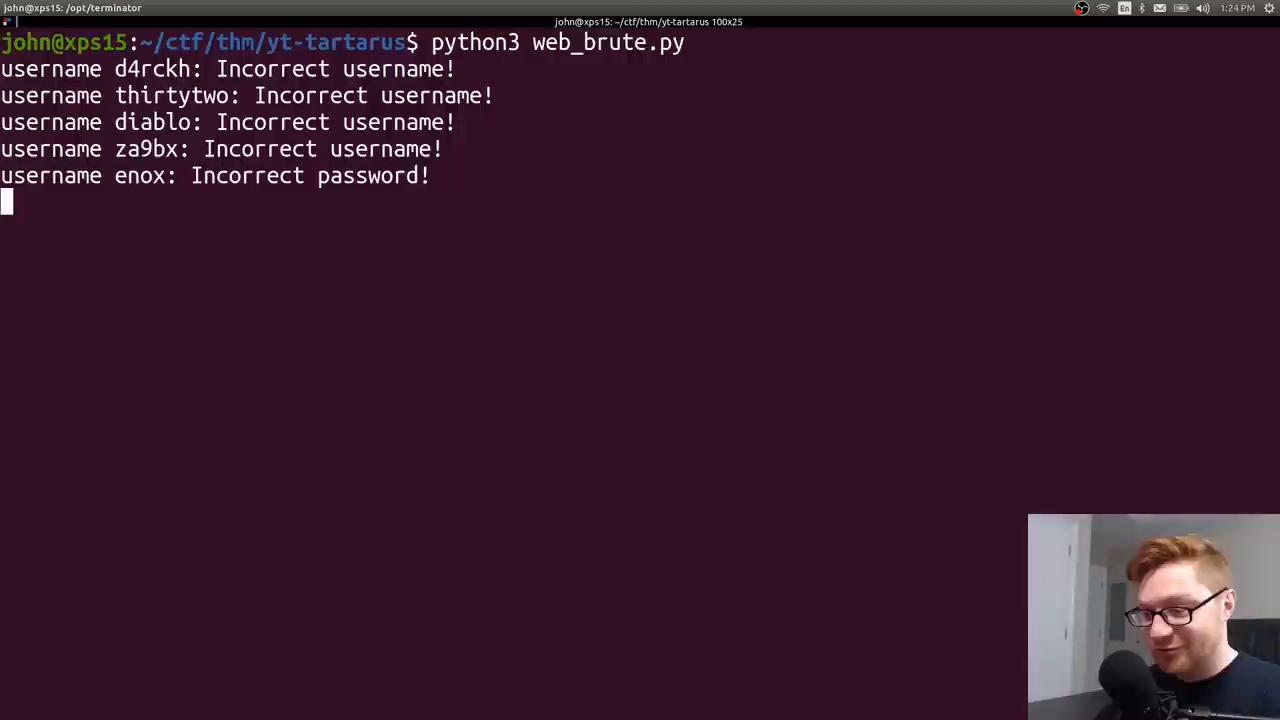 john@xps15: /opt/terminator
En
1:24 PM
john@xps15: ~/ctf/thm/yt-tartarus 100x25
john@xps15:~/ctf/thm/yt-tartarus$ python3 web_brute.py
username d4rckh: Incorrect username!
username thirtytwo: Incorrect username!
username diablo: Incorrect username!
username za9bx: Incorrect username!
username enox: Incorrect password!